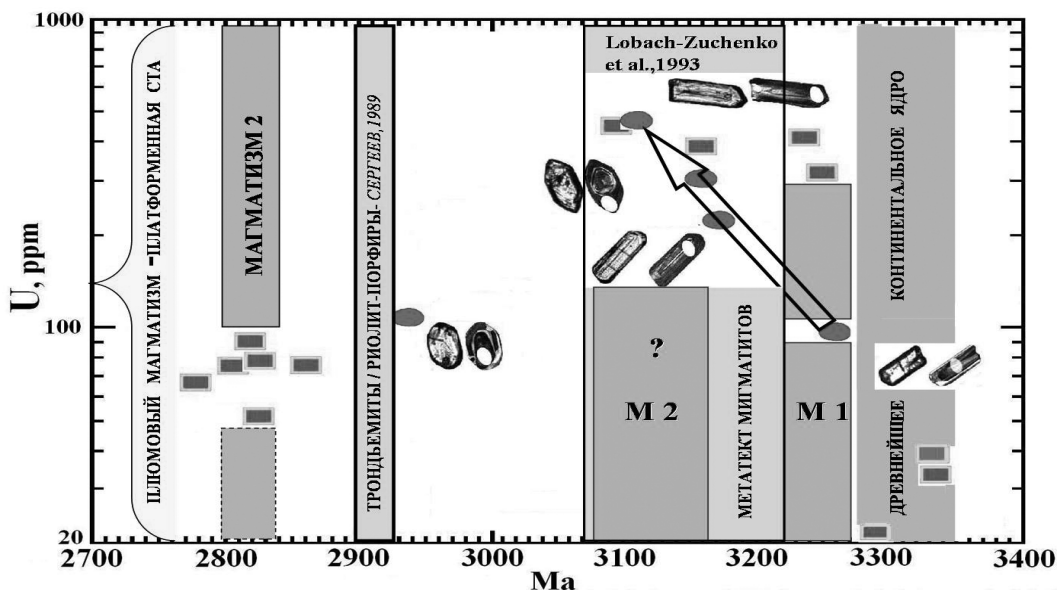 1000
100
20
U, ppm
ПЛЮМОВЫЙ МАГМАТИЗМ -ПЛАТФОРМЕННАЯ СТА
МАГМАТИЗМ 2
ТРОНДЬЕМИТЫ / РИОЛИТ-ПОРФИРЫ- СЕРГЕЕВ,1989
Lobach-Zuchenko
et al.,1993
?
М 2
МЕТАТЕКТ МИГМАТИТОВ
М 1
ДРЕВНЕЙШЕЕ КОНТИНЕНТАЛЬНОЕ ЯДРО
2700 2800 2900 3000 3100 3200 3300 3400
Ma